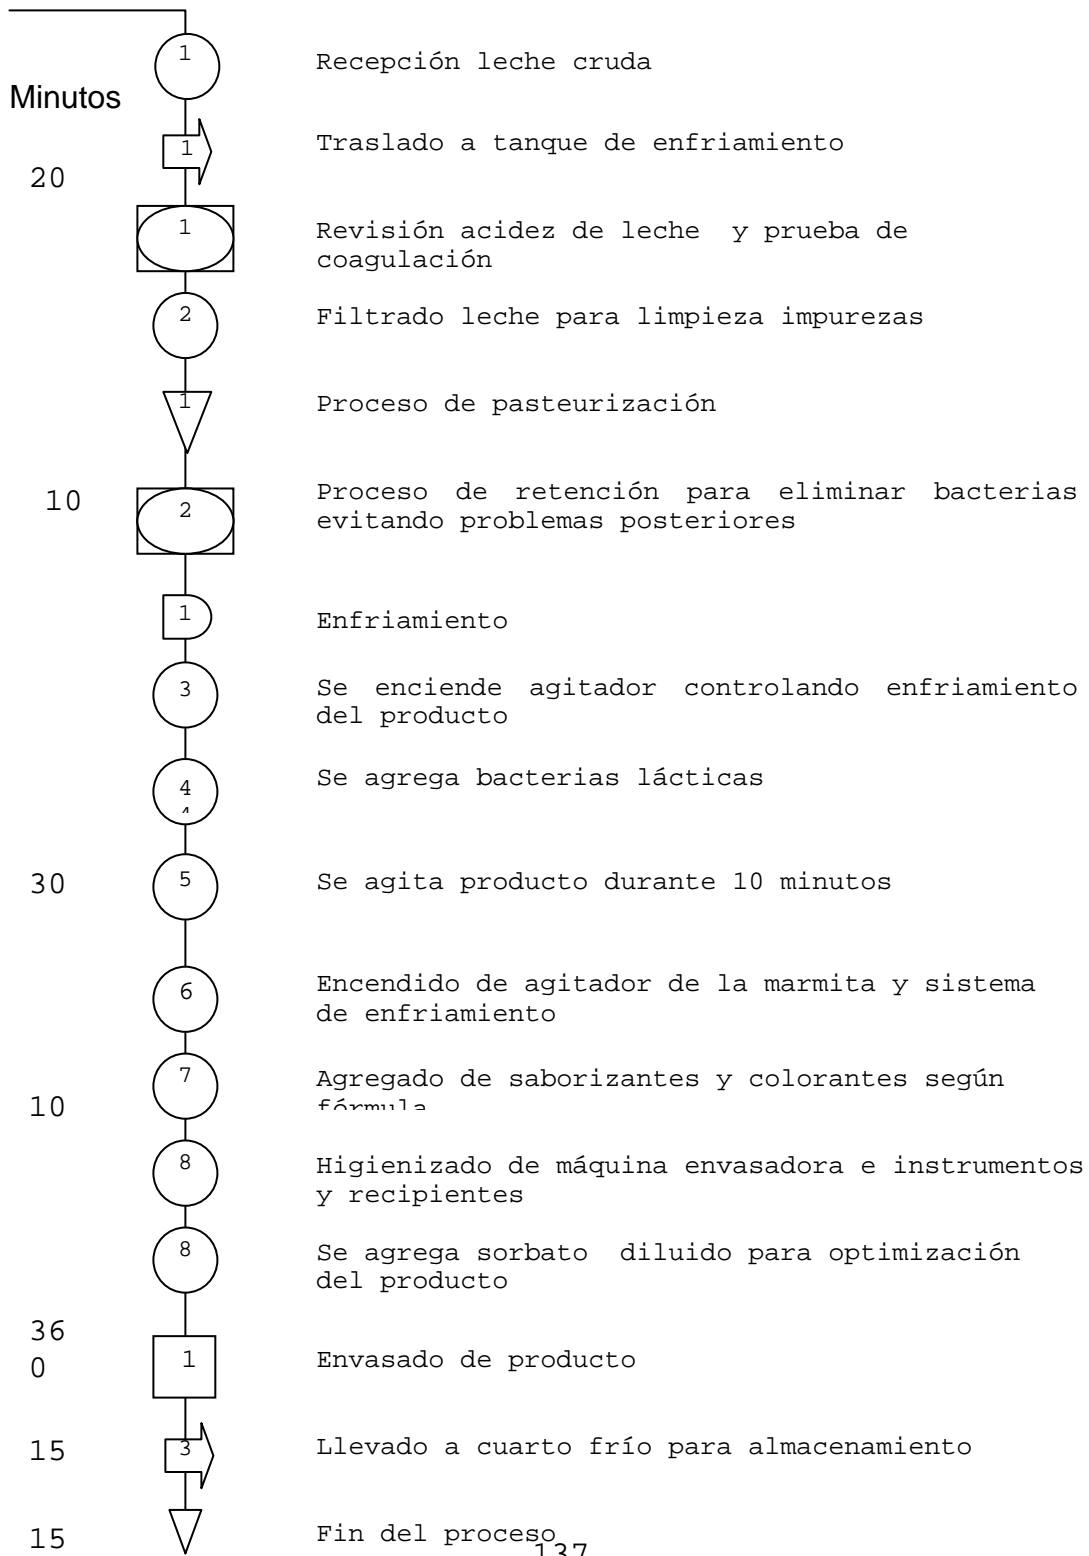 1
Recepción leche cruda
Minutos
1
Traslado a tanque de enfriamiento
20
1
Revisión acidez de leche y prueba de
coagulación
2
Filtrado leche para limpieza impurezas
1
Proceso de pasteurización
10
2
Proceso de retención para eliminar bacterias
evitando problemas posteriores
1
Enfriamiento
3
Se enciende agitador controlando enfriamiento
del producto
4
4
Se agrega bacterias lácticas
30
5
Se agita producto durante 10 minutos
6
Encendido de agitador de la marmita y sistema
de enfriamiento
7
Agregado de saborizantes y colorantes según
fórmula
10
8
Higienizado de máquina envasadora e instrumentos
y recipientes
8
Se agrega sorbato diluido para optimización
del producto
36
0
1
Envasado de producto
15
3
Llevado a cuarto frío para almacenamiento
15
Fin del proceso
137